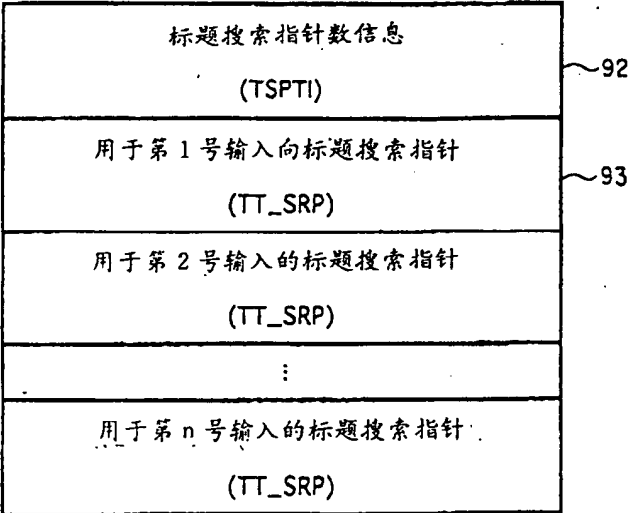 标题搜索指针数信息
(TSPTI)
92
用于第1号输入向标题搜索指针
(TT_SRP)
93
用于第2号输入的标题搜索指针
(TT_SRP)
⋮
用于第n号输入的标题搜索指针
(TT_SRP)